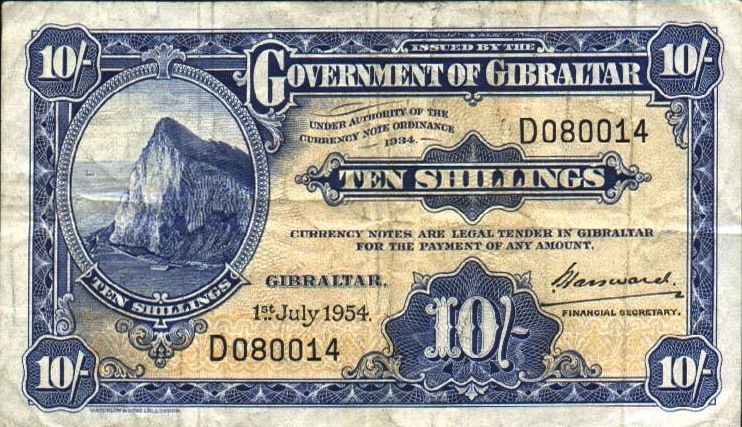 10/-
ISSUED BY THE
10/-
GOVERNMENT OF GIBRALTAR
UNDER AUTHORITY OF THE
CURRENCY NOTE ORDINANCE
1934.
D080014
TEN SHILLINGS
CURRENCY NOTES ARE LEGAL TENDER IN GIBRALTAR
FOR THE PAYMENT OF ANY AMOUNT.
TEN SHILLINGS
GIBRALTAR.
1st July 1954.
10/-
FINANCIAL SECRETARY.
D080014
10/-
10/-